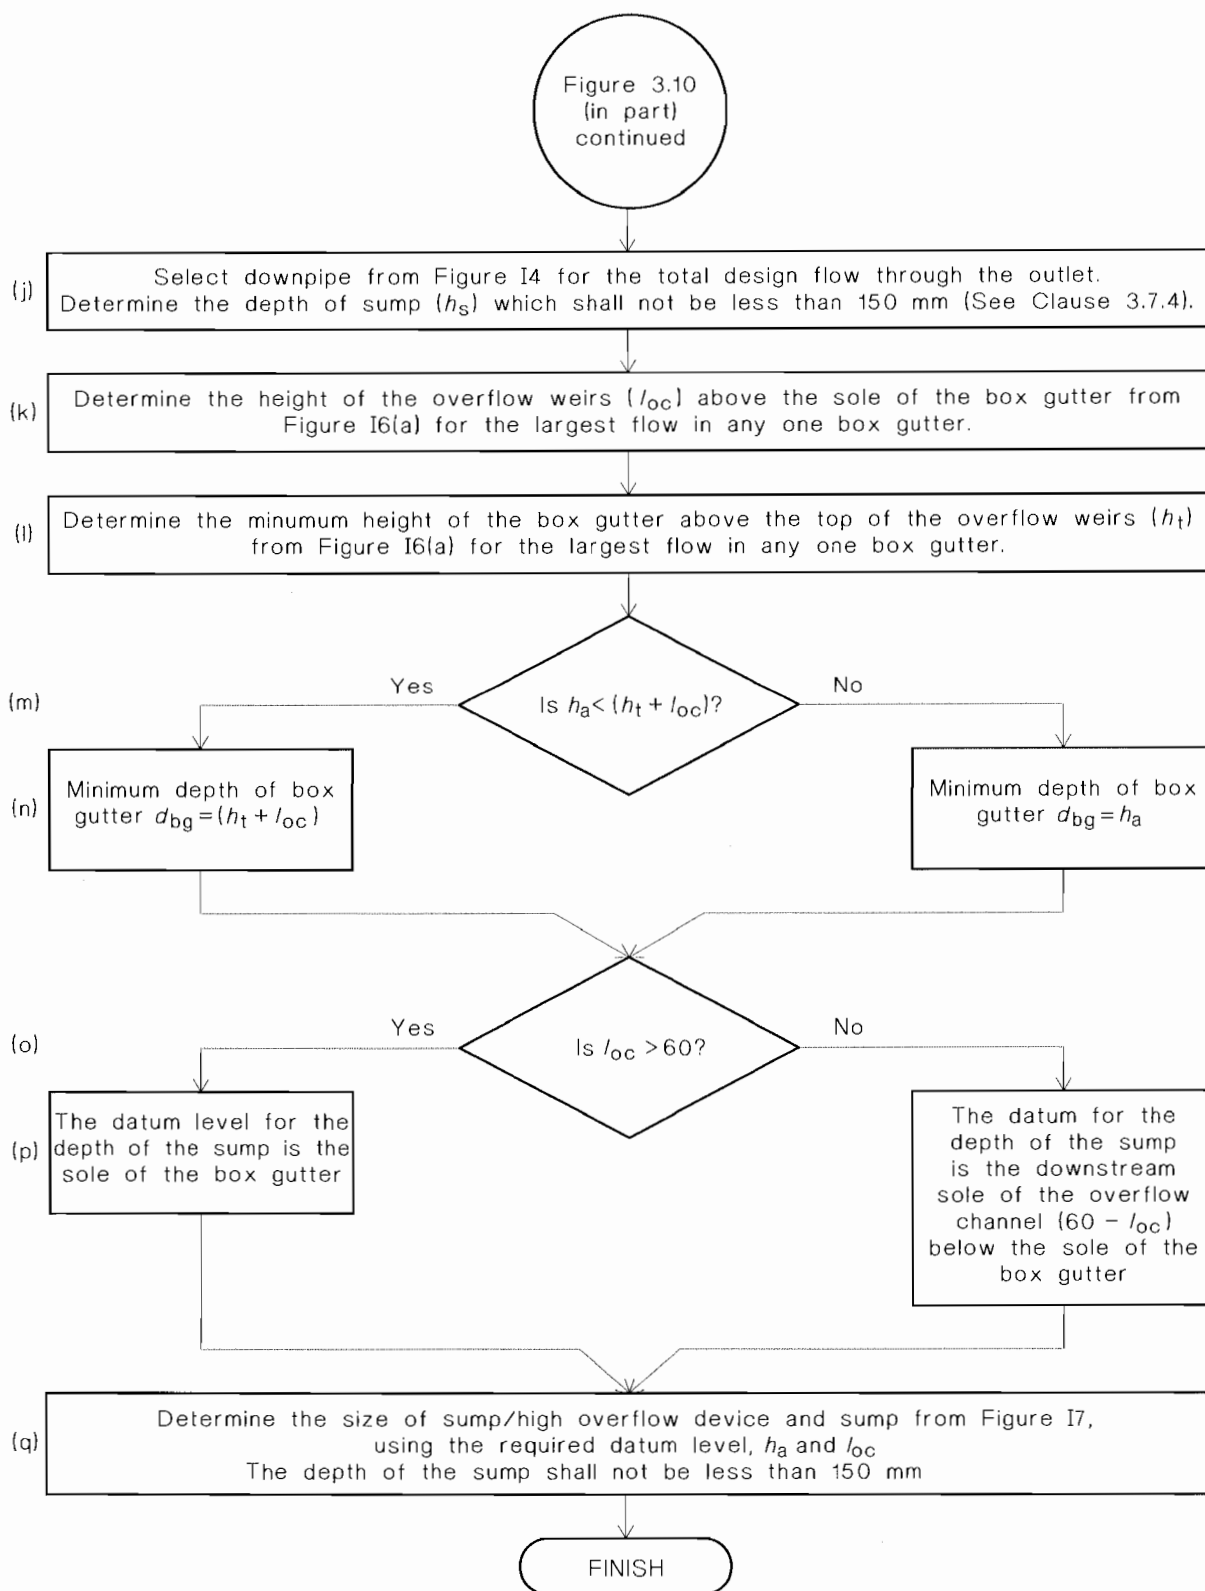 Figure 3.10
(in part)
continued
(j)
Select downpipe from Figure I4 for the total design flow through the outlet.
Determine the depth of sump (hs) which shall not be less than 150 mm (See Clause 3.7.4).
(k)
Determine the height of the overflow weirs (loc) above the sole of the box gutter from
Figure I6(a) for the largest flow in any one box gutter.
(l)
Determine the minumum height of the box gutter above the top of the overflow weirs (ht)
from Figure I6(a) for the largest flow in any one box gutter.
(m)
Yes
Is ha < (ht + loc)?
No
(n)
Minimum depth of box
gutter dbg = (ht + loc)
Minimum depth of box
gutter dbg = ha
(o)
Yes
Is loc > 60?
No
(p)
The datum level for the
depth of the sump is the
sole of the box gutter
The datum for the
depth of the sump
is the downstream
sole of the overflow
channel (60 − loc)
below the sole of the
box gutter
(q)
Determine the size of sump/high overflow device and sump from Figure I7,
using the required datum level, ha and loc
The depth of the sump shall not be less than 150 mm
FINISH